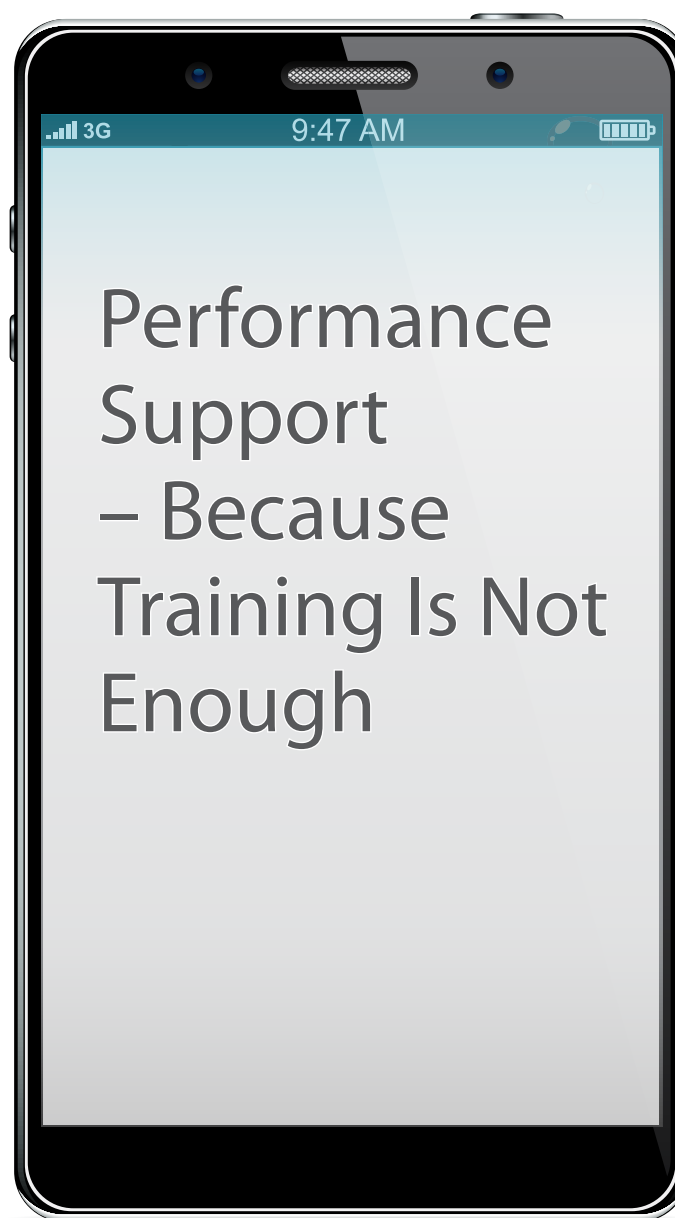 3G 9:47 AM
Performance
Support
– Because
Training Is Not
Enough